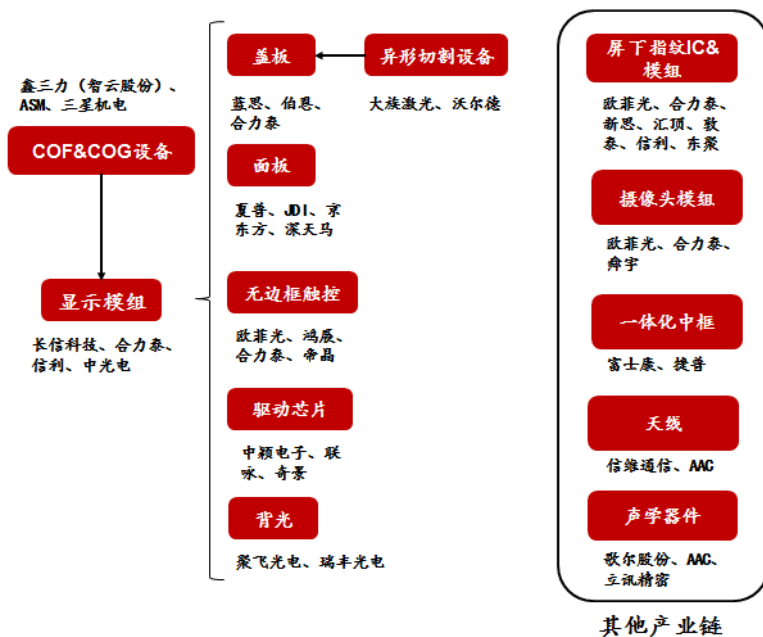 鑫三力（智云股份）、
ASM、三星机电
COF&COG设备
显示模组
长信科技、合力泰、
信利、中光电
盖板
蓝思、伯恩、
合力泰
异形切割设备
大族激光、沃尔德
面板
夏普、JDI、京
东方、深天马
无边框触控
欧菲光、鸿展、
合力泰、帝晶
驱动芯片
中颖电子、联
咏、奇景
背光
聚飞光电、瑞丰光电
屏下指纹IC&
模组
欧菲光、合力泰、
新思、汇顶、敦
泰、信利、东聚
摄像头模组
欧菲光、合力泰、
舜宇
一体化中框
富士康、捷普
天线
信维通信、AAC
声学器件
歌尔股份、AAC、
立讯精密
其他产业链